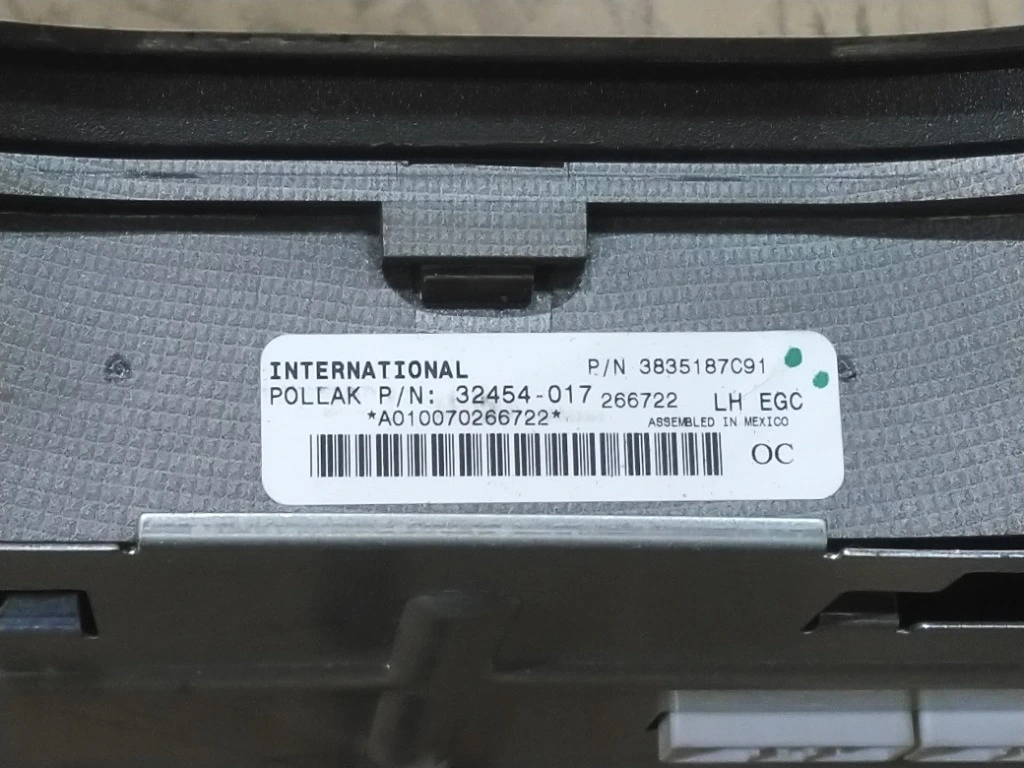 INTERNATIONAL P/N 3835187C91
POLLAK P/N: 32454-017 266722 LH EGC
*A010070266722* ASSEMBLED IN MEXICO
OC